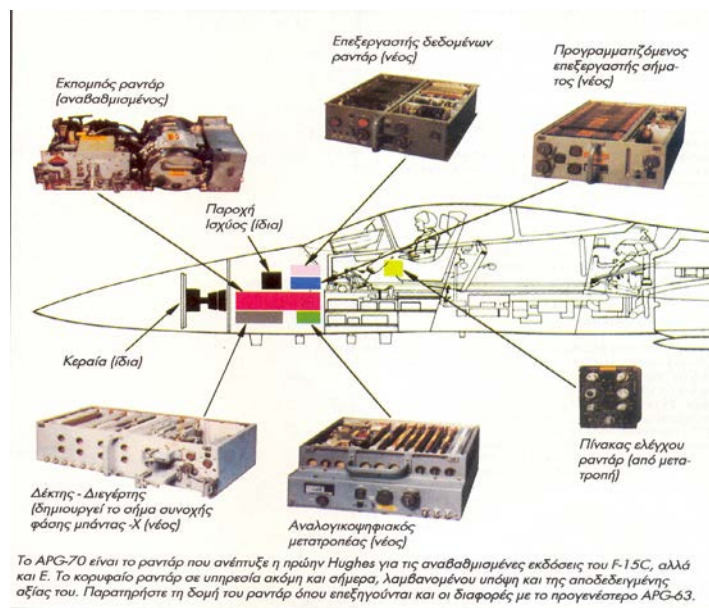 Επεξεργαστής δεδομένων
ραντάρ (νέος)
Προγραμματιζόμενος
επεξεργαστής σήμα-
τος (νέος)
Εκπομπός ραντάρ
(αναβαθμισμένος)
Παροχή
Ισχύος (ίδια)
Κεραία (ίδια)
Πίνακας ελέγχου
ραντάρ (από μετα-
τροπή)
Δέκτης - Διεγέρτης
(δημιουργεί το σήμα συνοχής
φάσης μπάντας -Χ (νέος)
Αναλογικοψηφιακός
μετατροπέας (νέος)
Το APG-70 είναι το ραντάρ που ανέπτυξε η πρώην Hughes για τις αναβαθμισμένες εκδόσεις του F-15C, αλλά
και Ε. Το κορυφαίο ραντάρ σε υπηρεσία ακόμη και σήμερα, λαμβανομένου υπόψη και της αποδεδειγμένης
αξίας του. Παρατηρήστε τη δομή του ραντάρ όπου επεξηγούνται και οι διαφορές με το προγενέστερο APG-63.